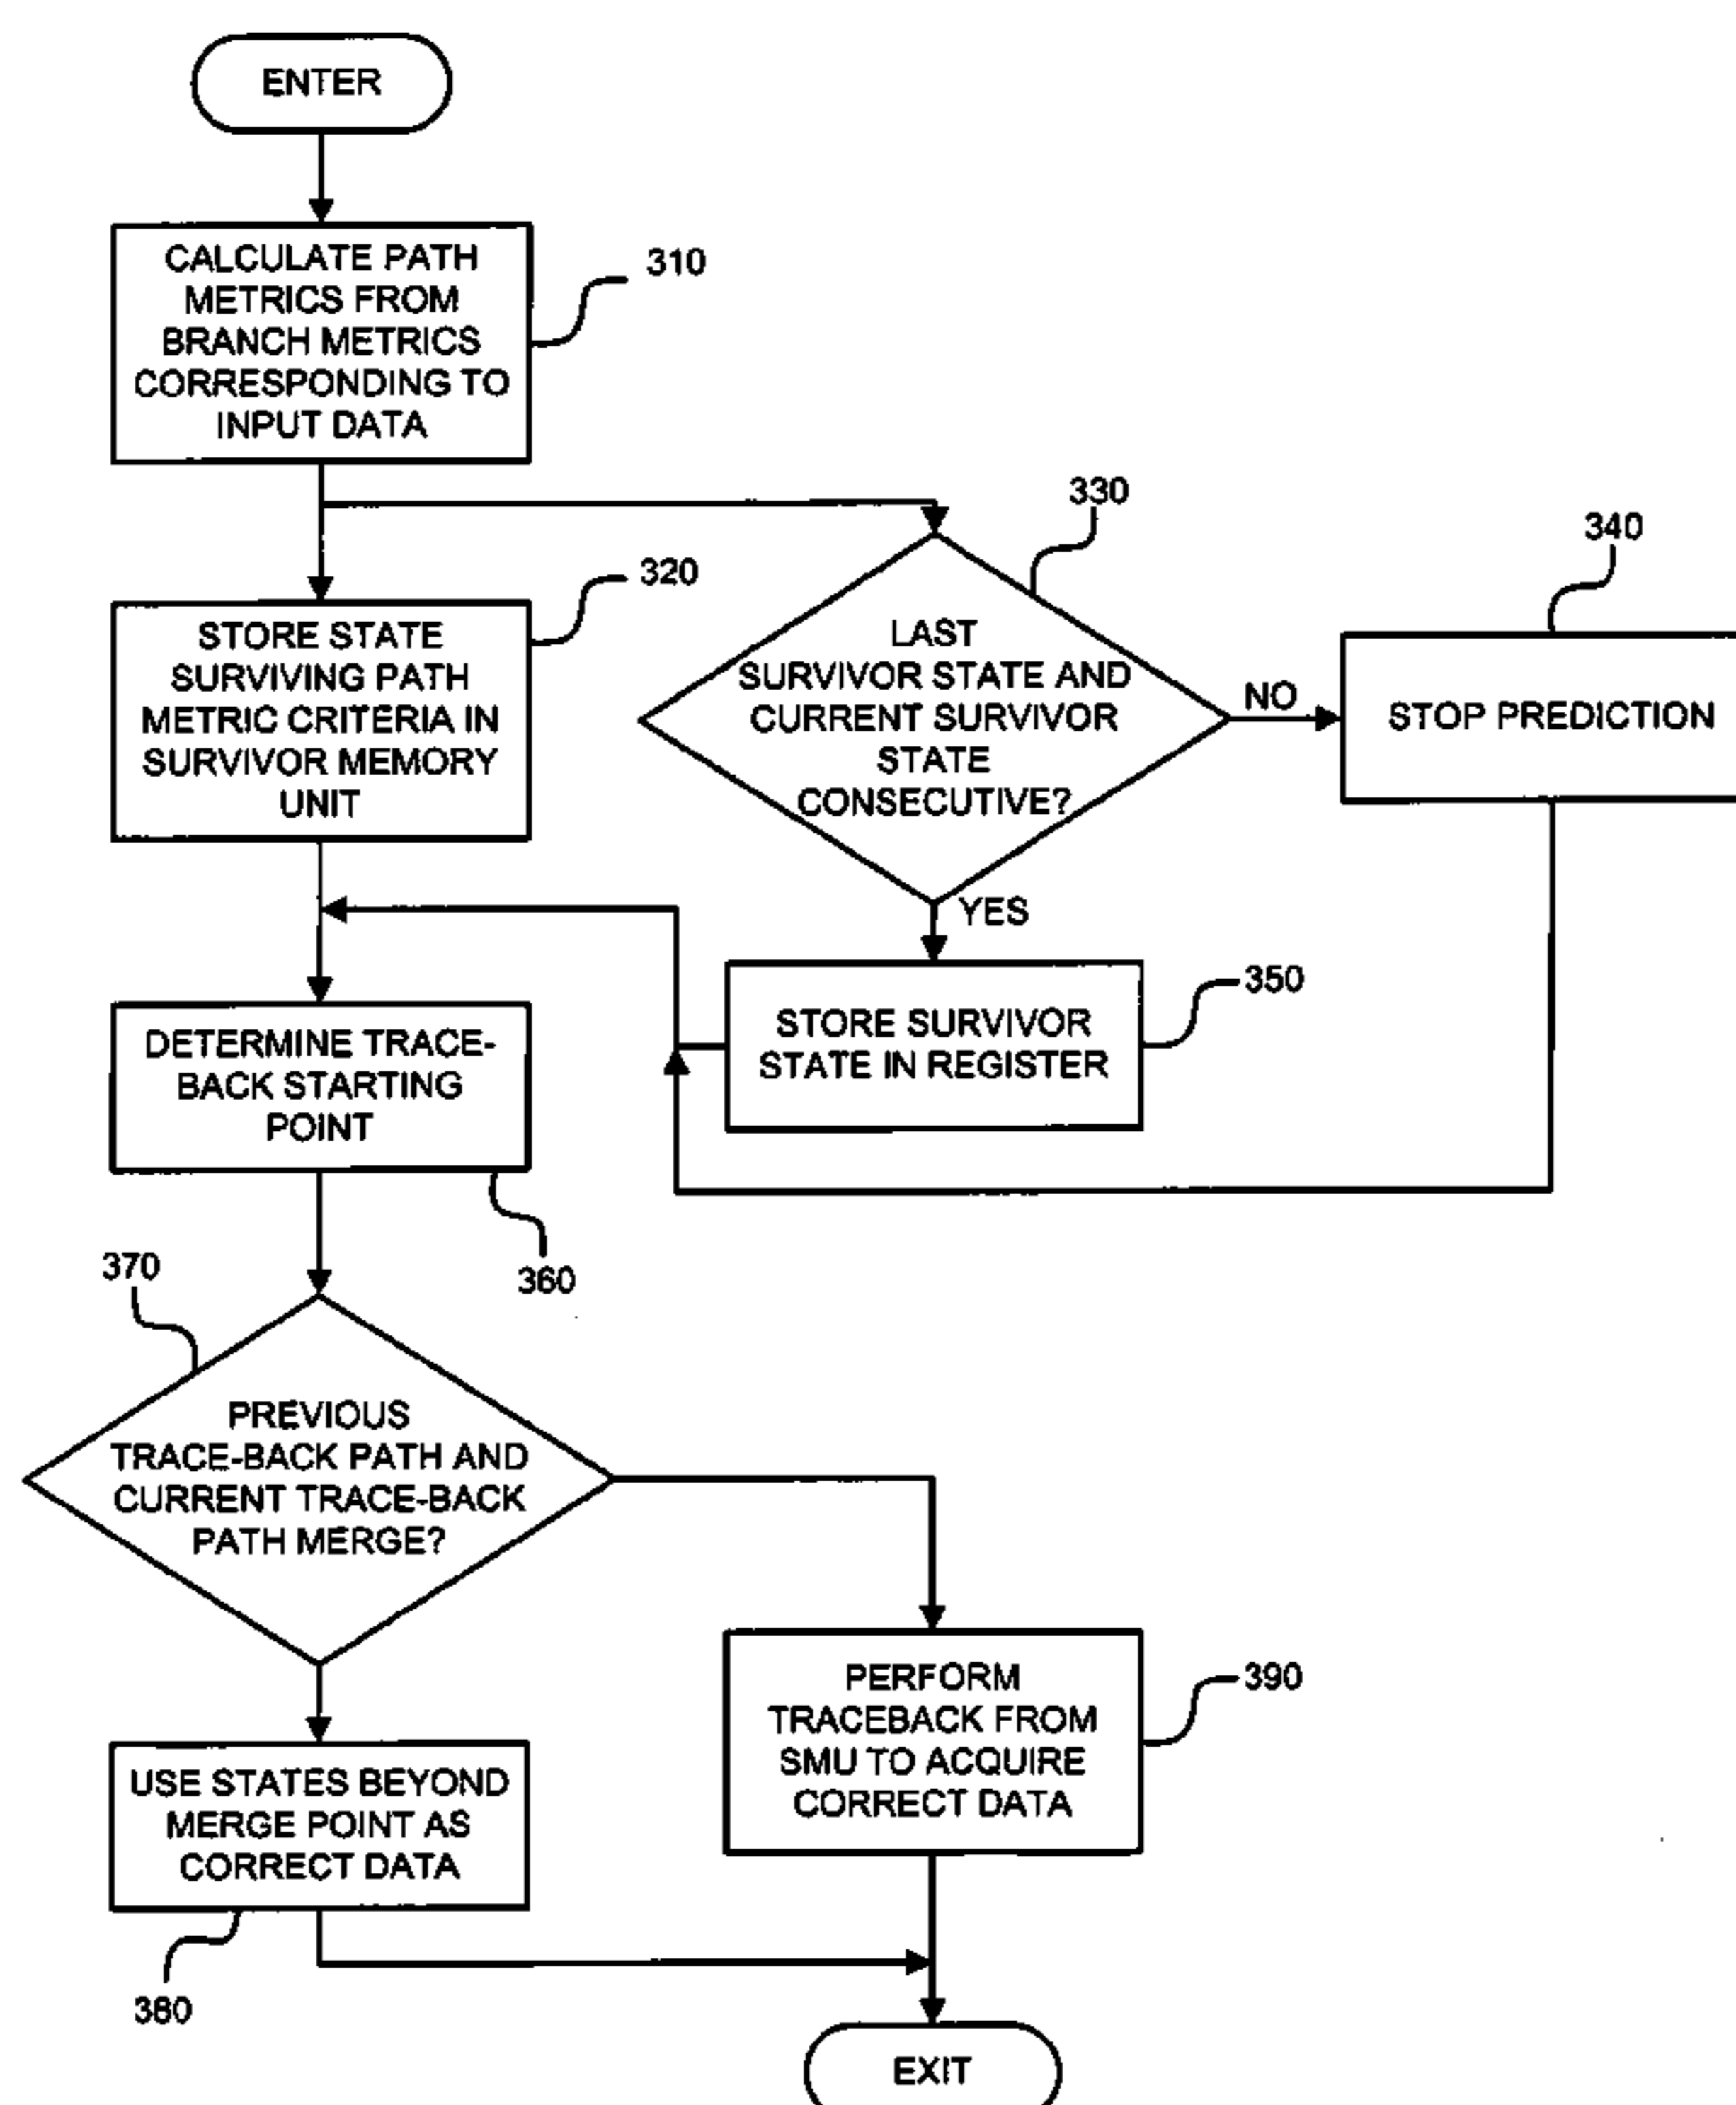 ENTER
CALCULATE PATH
METRICS FROM
BRANCH METRICS
CORRESPONDING TO
INPUT DATA
310
STORE STATE
SURVIVING PATH
METRIC CRITERIA IN
SURVIVOR MEMORY
UNIT
320
330
LAST
SURVIVOR STATE AND
CURRENT SURVIVOR
STATE
CONSECUTIVE?
NO
340
STOP PREDICTION
YES
STORE SURVIVOR
STATE IN REGISTER
350
DETERMINE TRACE-
BACK STARTING
POINT
360
370
PREVIOUS
TRACE-BACK PATH AND
CURRENT TRACE-BACK
PATH MERGE?
PERFORM
TRACEBACK FROM
SMU TO ACQUIRE
CORRECT DATA
390
USE STATES BEYOND
MERGE POINT AS
CORRECT DATA
380
EXIT